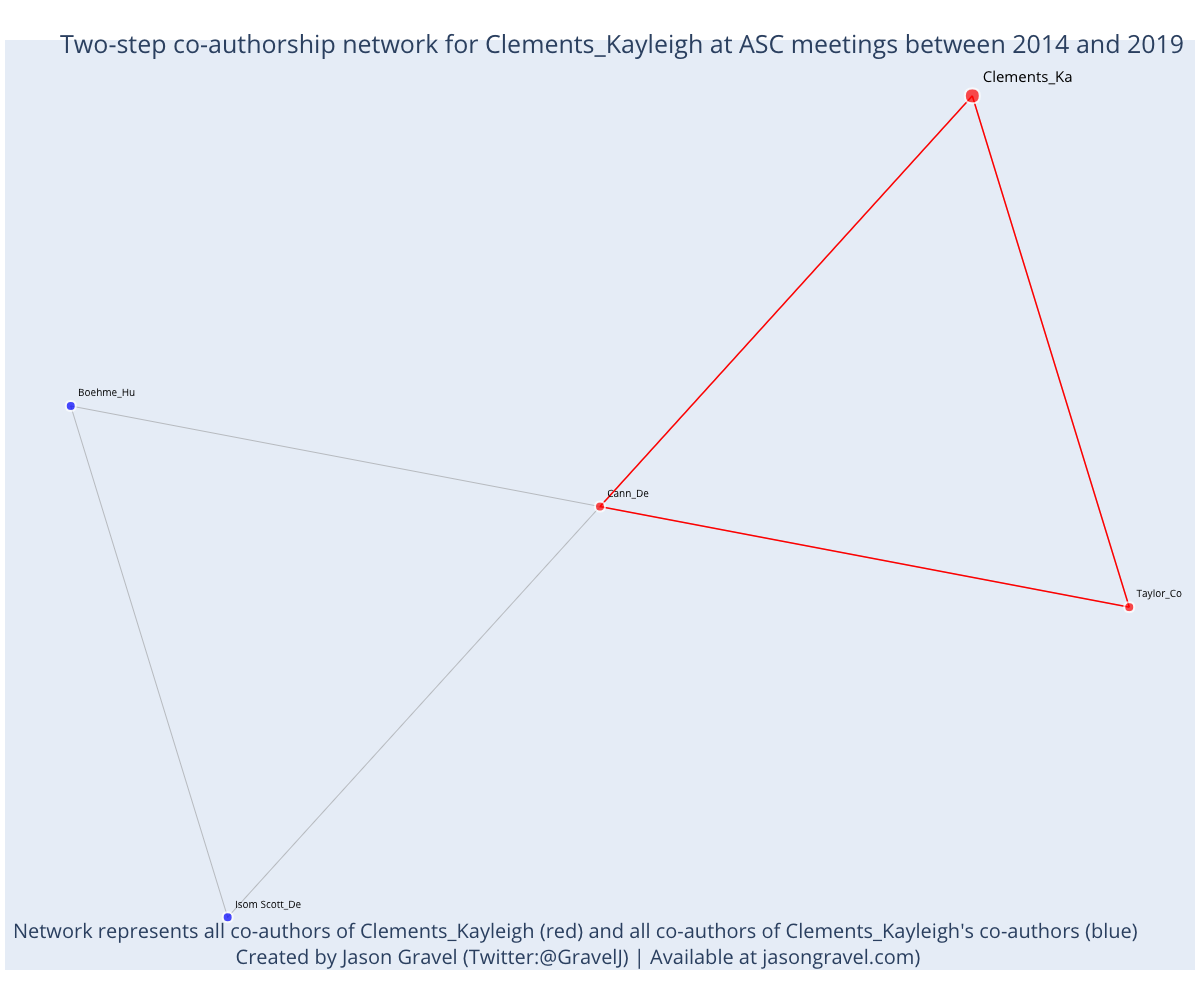 Two-step co-authorship network for Clements_Kayleigh at ASC meetings between 2014 and 2019
Clements_Ka
Boehme_Hu
Cann_De
Taylor_Co
Isom Scott_De
Network represents all co-authors of Clements_Kayleigh (red) and all co-authors of Clements_Kayleigh's co-authors (blue)
Created by Jason Gravel (Twitter:@GravelJ) | Available at jasongravel.com)